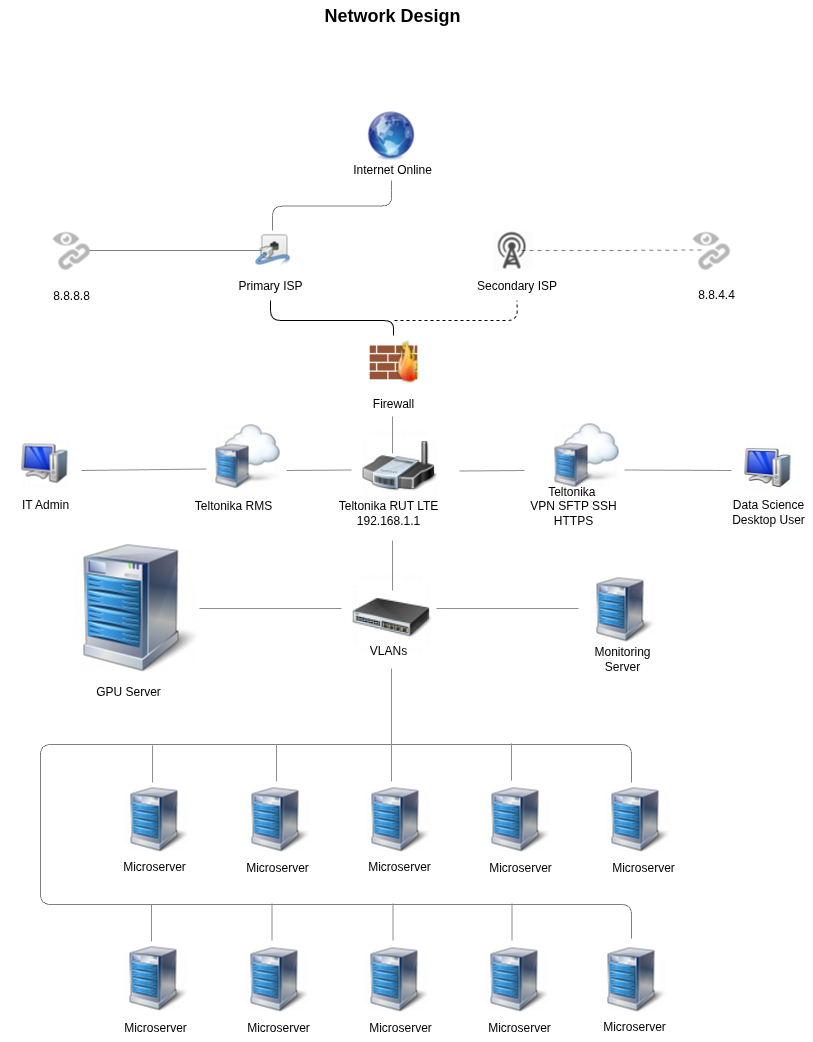 Network Design
Internet Online
Primary ISP
Secondary ISP
8.8.8.8
8.8.4.4
Firewall
IT Admin
Teltonika RMS
Teltonika RUT LTE
192.168.1.1
Teltonika
VPN SFTP SSH
HTTPS
Data Science
Desktop User
GPU Server
VLANs
Monitoring
Server
Microserver
Microserver
Microserver
Microserver
Microserver
Microserver
Microserver
Microserver
Microserver
Microserver